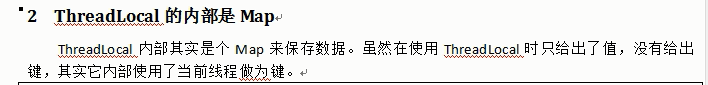 2 ThreadLocal 的内部是 Map
ThreadLocal 内部其实是个 Map 来保存数据。虽然在使用 ThreadLocal 时只给出了值，没有给出
键，其实它内部使用了当前线程做为键。